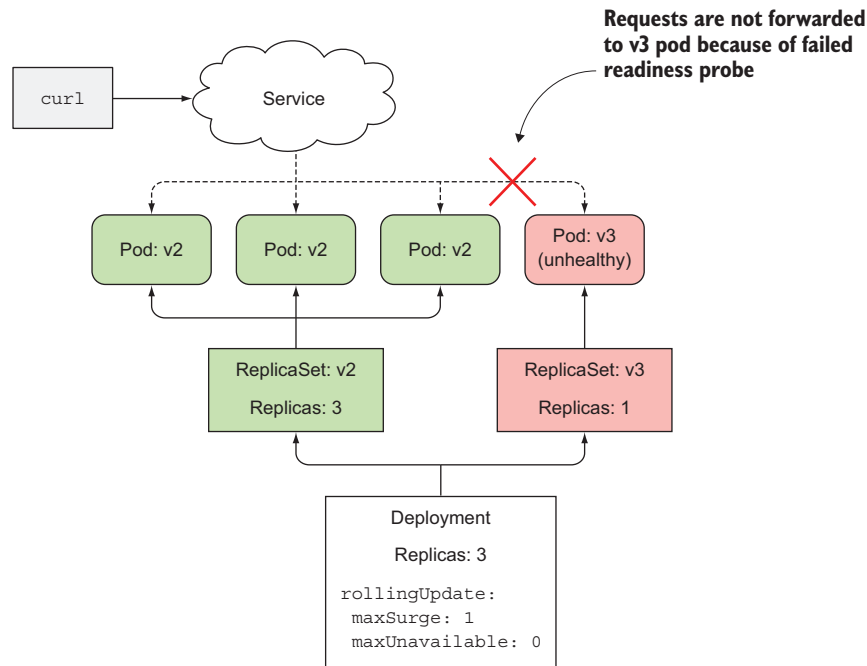 Requests are not forwarded
to v3 pod because of failed
readiness probe
curl
Service
Pod: v2
Pod: v2
Pod: v2
Pod: v3
(unhealthy)
ReplicaSet: v2
Replicas: 3
ReplicaSet: v3
Replicas: 1
Deployment
Replicas: 3
rollingUpdate:
maxSurge: 1
maxUnavailable: 0